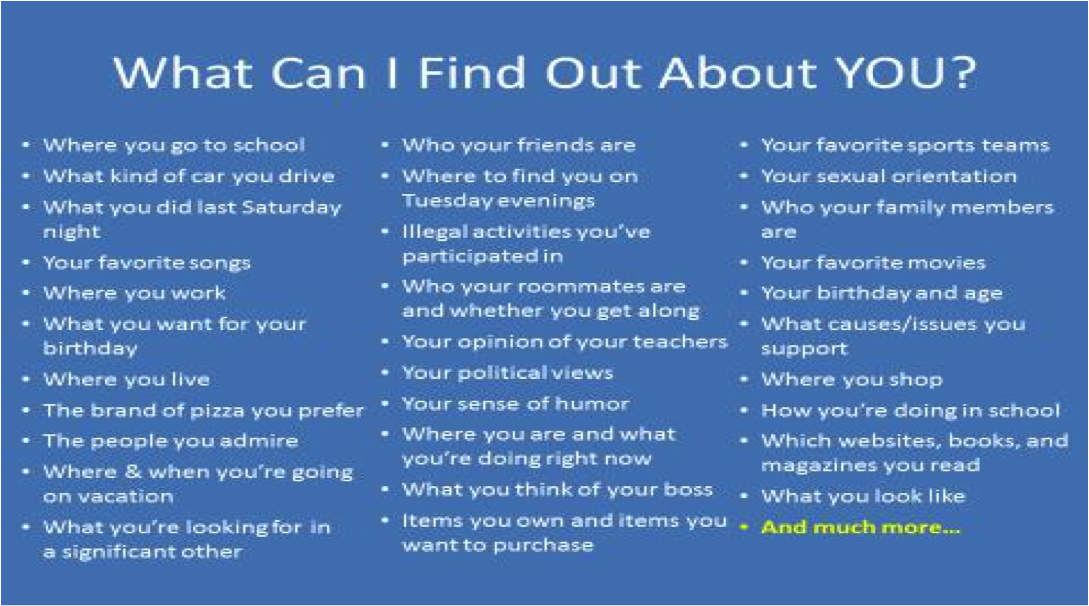 What Can I Find Out About YOU?
• Where you go to school
• What kind of car you drive
• What you did last Saturday
night
• Your favorite songs
• Where you work
• What you want for your
birthday
• Where you live
• The brand of pizza you prefer
• The people you admire
• Where & when you're going
on vacation
• What you're looking for in
a significant other
• Who your friends are
• Where to find you on
Tuesday evenings
• Illegal activities you've
participated in
• Who your roommates are
and whether you get along
• Your opinion of your teachers
• Your political views
• Your sense of humor
• Where you are and what
you're doing right now
• What you think of your boss
• Items you own and items you
want to purchase
• Your favorite sports teams
• Your sexual orientation
• Who your family members
are
• Your favorite movies
• Your birthday and age
• What causes/issues you
support
• Where you shop
• How you're doing in school
• Which websites, books, and
magazines you read
• What you look like
• And much more...